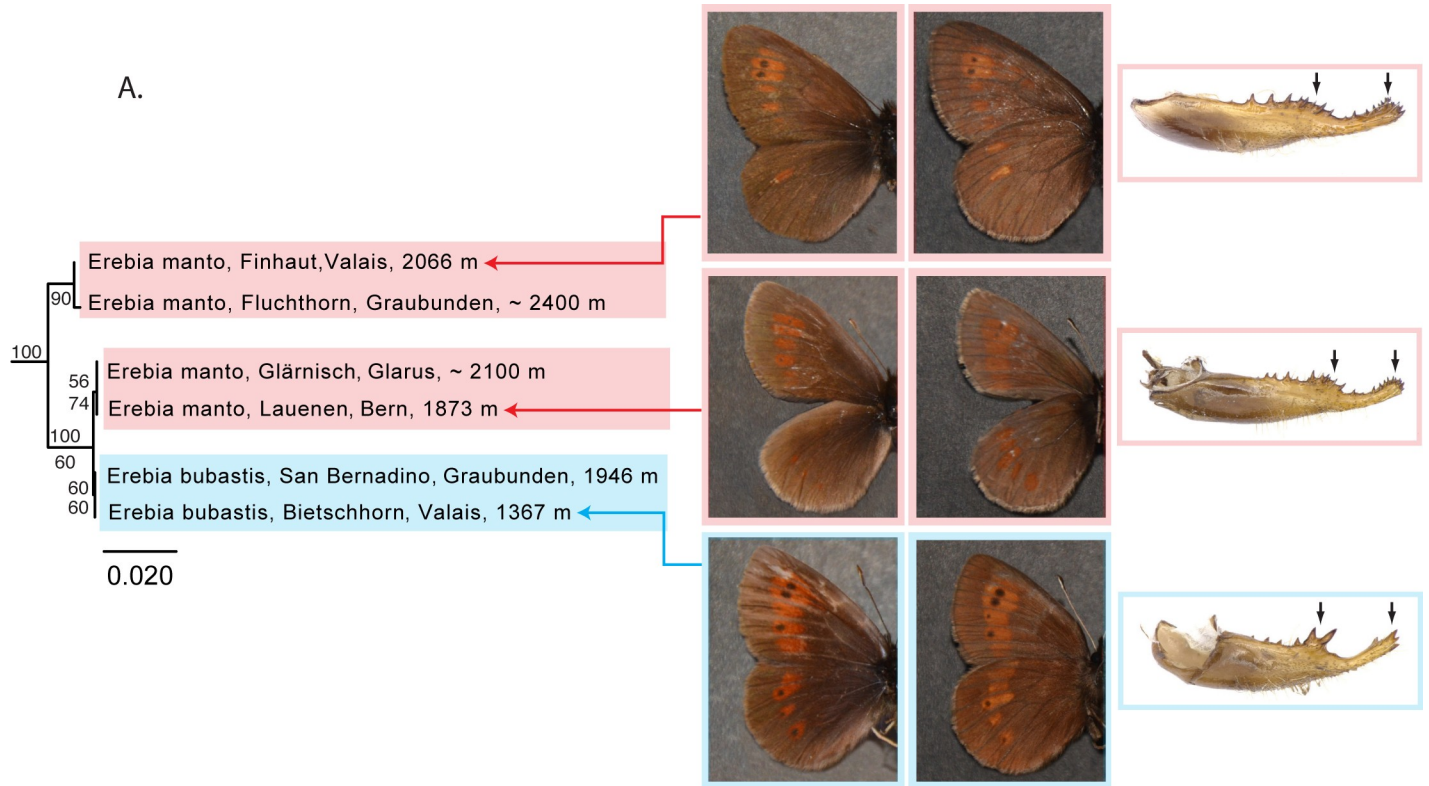 A.
Erebia manto, Finhaut,Valais, 2066 m
90
Erebia manto, Fluchthorn, Graubunden, ~ 2400 m
100
Erebia manto, Glärnisch, Glarus, ~ 2100 m
56
74
Erebia manto, Lauenen, Bern, 1873 m
100
60
Erebia bubastis, San Bernadino, Graubunden, 1946 m
60
60
Erebia bubastis, Bietschhorn, Valais, 1367 m
0.020